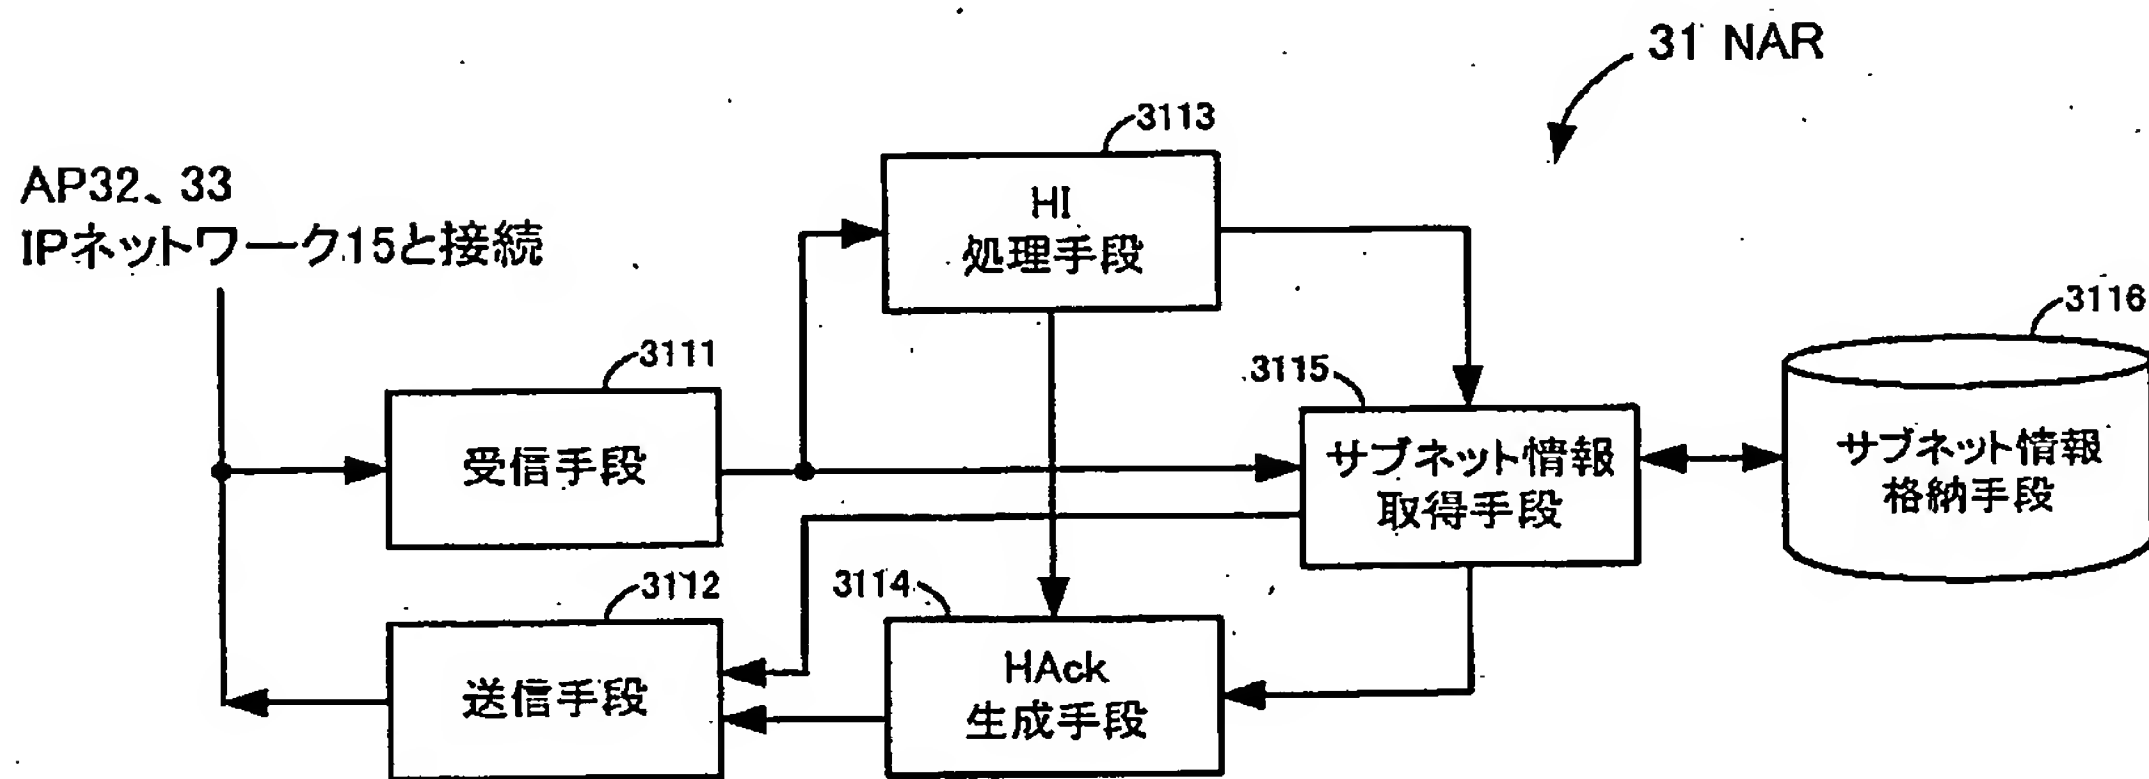 31 NAR
AP32、33
IPネットワーク15と接続
3113
HI
処理手段
3116
サブネット情報
格納手段
3111
受信手段
3115
サブネット情報
取得手段
3112
送信手段
3114
HAck
生成手段